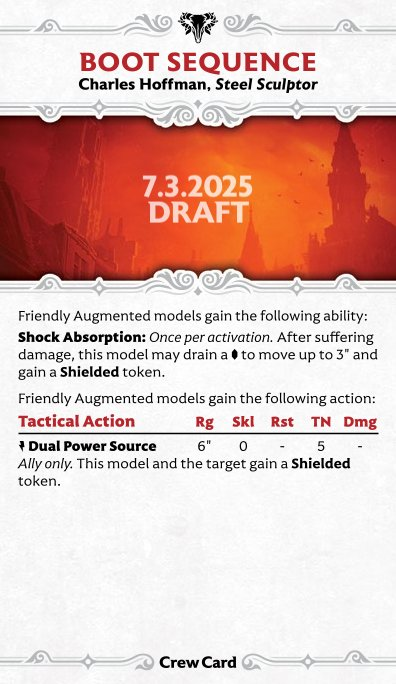 BOOT SEQUENCE
Charles Hoffman, Steel Sculptor
7.3.2025
DRAFT
Friendly Augmented models gain the following ability:
Shock Absorption: Once per activation. After suffering
damage, this model may drain a to move up to 3" and
gain a Shielded token.
Friendly Augmented models gain the following action:
Tactical Action Rg Skl Rst TN Dmg
Dual Power Source 6" 0 - 5 -
Ally only. This model and the target gain a Shielded
token.
Crew Card